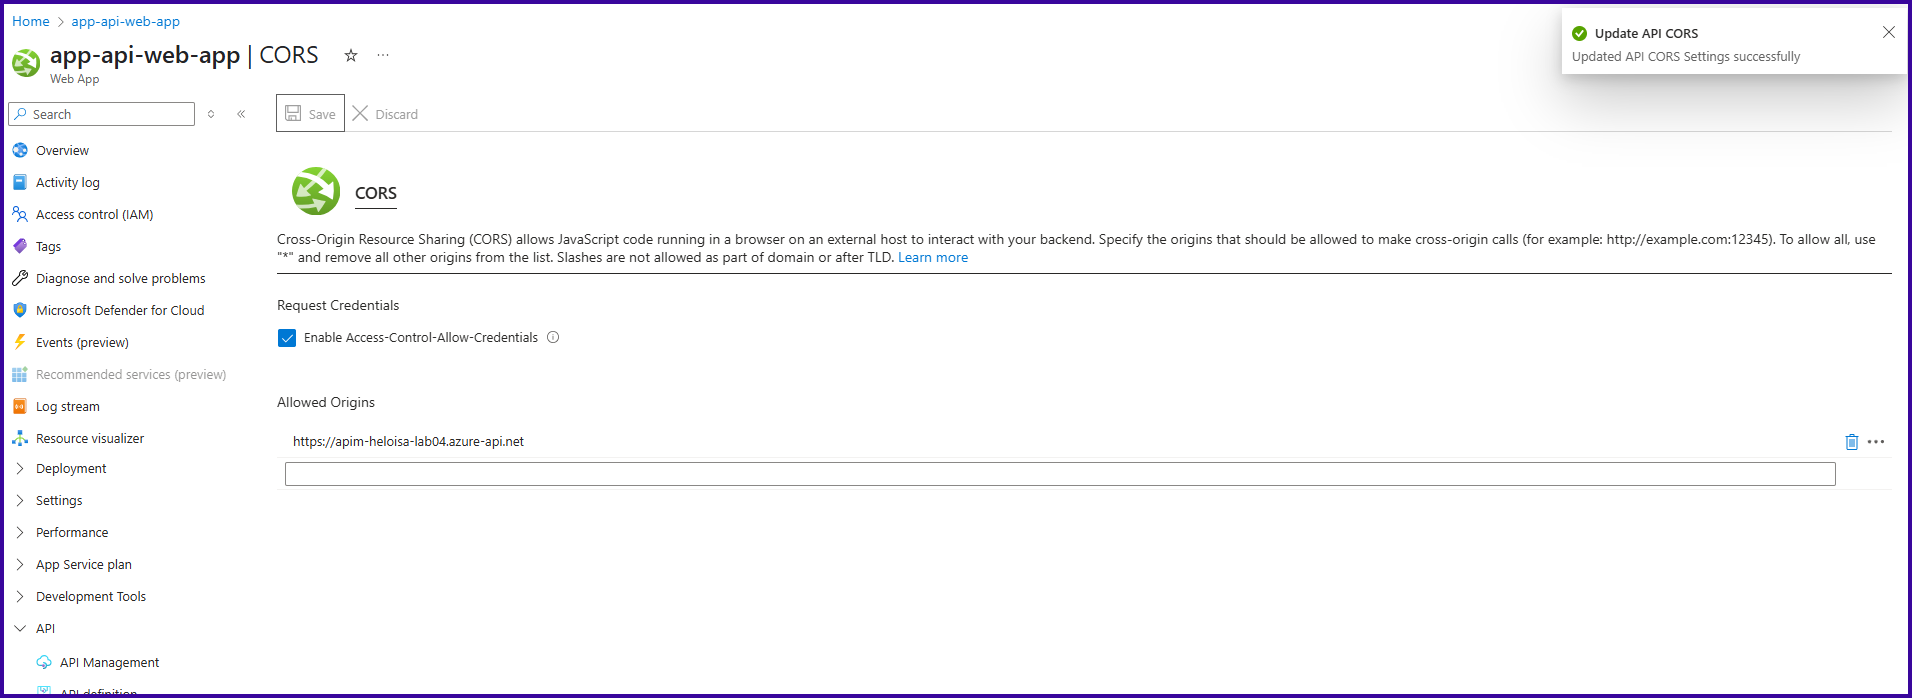 Home > app-api-web-app
app-api-web-app | CORS ☆ ···
Web App
Update API CORS
Updated API CORS Settings successfully
Search
Overview
Activity log
Access control (IAM)
Tags
Diagnose and solve problems
Microsoft Defender for Cloud
Events (preview)
Recommended services (preview)
Log stream
Resource visualizer
Deployment
Settings
Performance
App Service plan
Development Tools
API
API Management
API definition
Save Discard
CORS
Cross-Origin Resource Sharing (CORS) allows JavaScript code running in a browser on an external host to interact with your backend. Specify the origins that should be allowed to make cross-origin calls (for example: http://example.com:12345). To allow all, use
"*" and remove all other origins from the list. Slashes are not allowed as part of domain or after TLD. Learn more
Request Credentials
Enable Access-Control-Allow-Credentials
Allowed Origins
https://apim-heloisa-lab04.azure-api.net